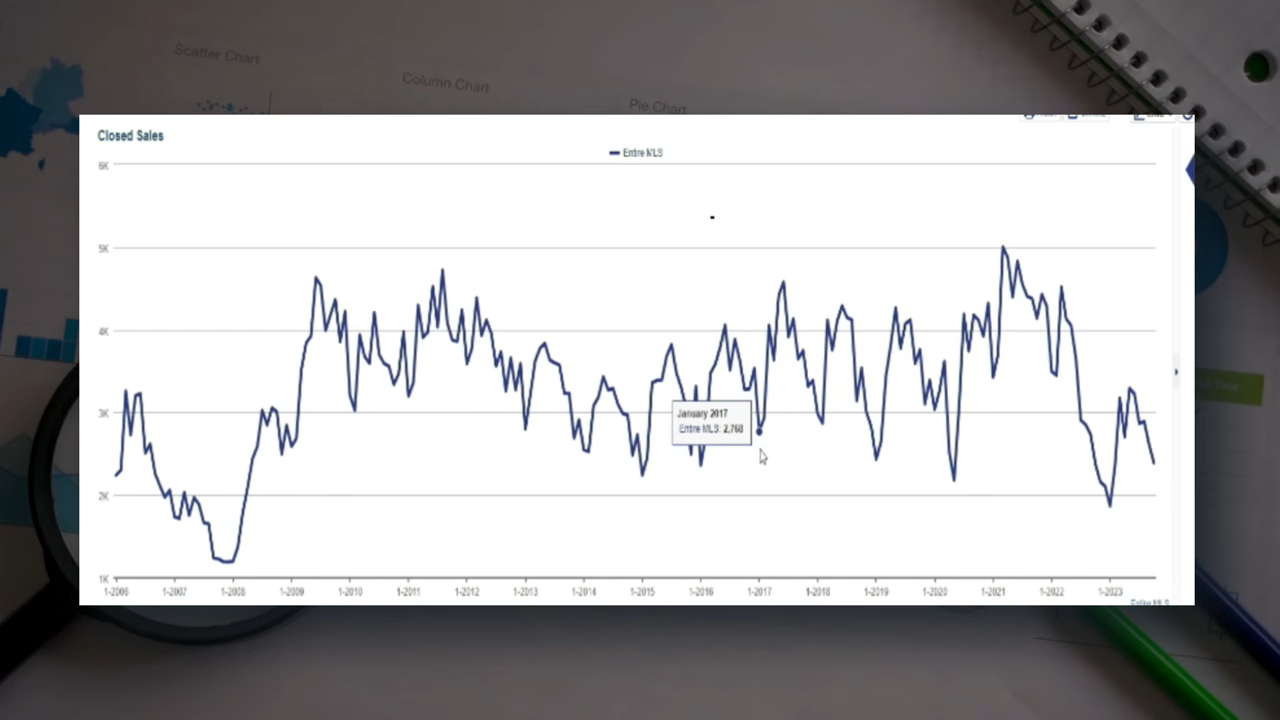 Scatter Chart
Column Chart
Pie Chart
Closed Sales
Entire MLS
6K
5K
4K
3K
2K
1K
January 2017
Entire MLS: 2,768
1-2006 1-2007 1-2008 1-2009 1-2010 1-2011 1-2012 1-2013 1-2014 1-2015 1-2016 1-2017 1-2018 1-2019 1-2020 1-2021 1-2022 1-2023
Entire MLS